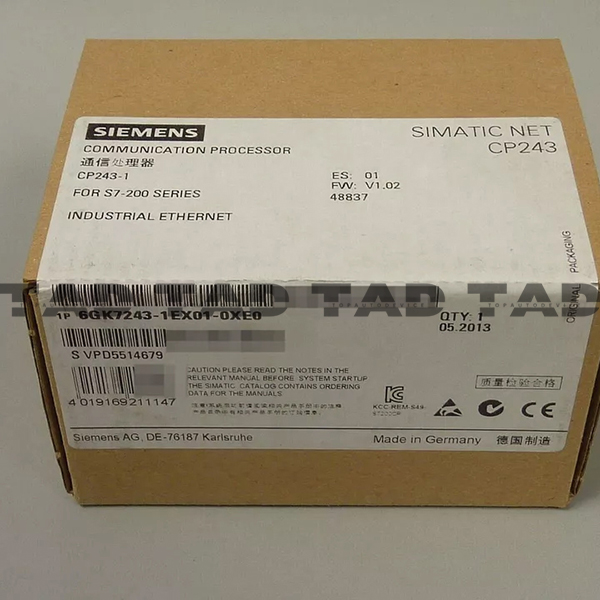 SIEMENS
SIMATIC NET
CP243
COMMUNICATION PROCESSOR
通信处理器
CP243-1
FOR S7-200 SERIES
INDUSTRIAL ETHERNET
ES: 01
FW: V1.02
48837
ORIGINAL PACKAGING
TAD TAD TAD TAD
1P 6GK7243-1EX01-0XE0
QTY: 1
05.2013
S VPD5514679
CAUTION PLEASE READ THE NOTES IN THE
RELEVANT MANUAL BEFORE SYSTEM STARTUP
THE SIMATIC CATALOG CONTAINS ORDERING
DATA FOR THE MANUALS
4 019169 211147
质量检验合格
C E
Siemens AG, DE-76187 Karlsruhe
Made in Germany
德国制造